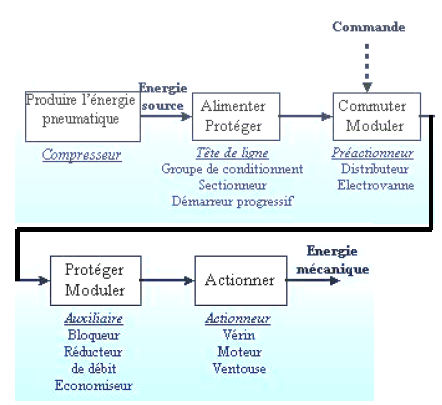 Commande
Energie
source
Produire l'énergie
pneumatique
Alimenter
Protéger
Commuter
Moduler
Compresseur
Tête de ligne
Groupe de conditionnent
Sectionneur
Démarreur progressif
Préactionneur
Distributeur
Electrovanne
Protéger
Moduler
Actionner
Energie
mécanique
Auxiliaire
Bloqueur
Réducteur
de débit
Economiseur
Actionneur
Vérin
Moteur
Ventouse